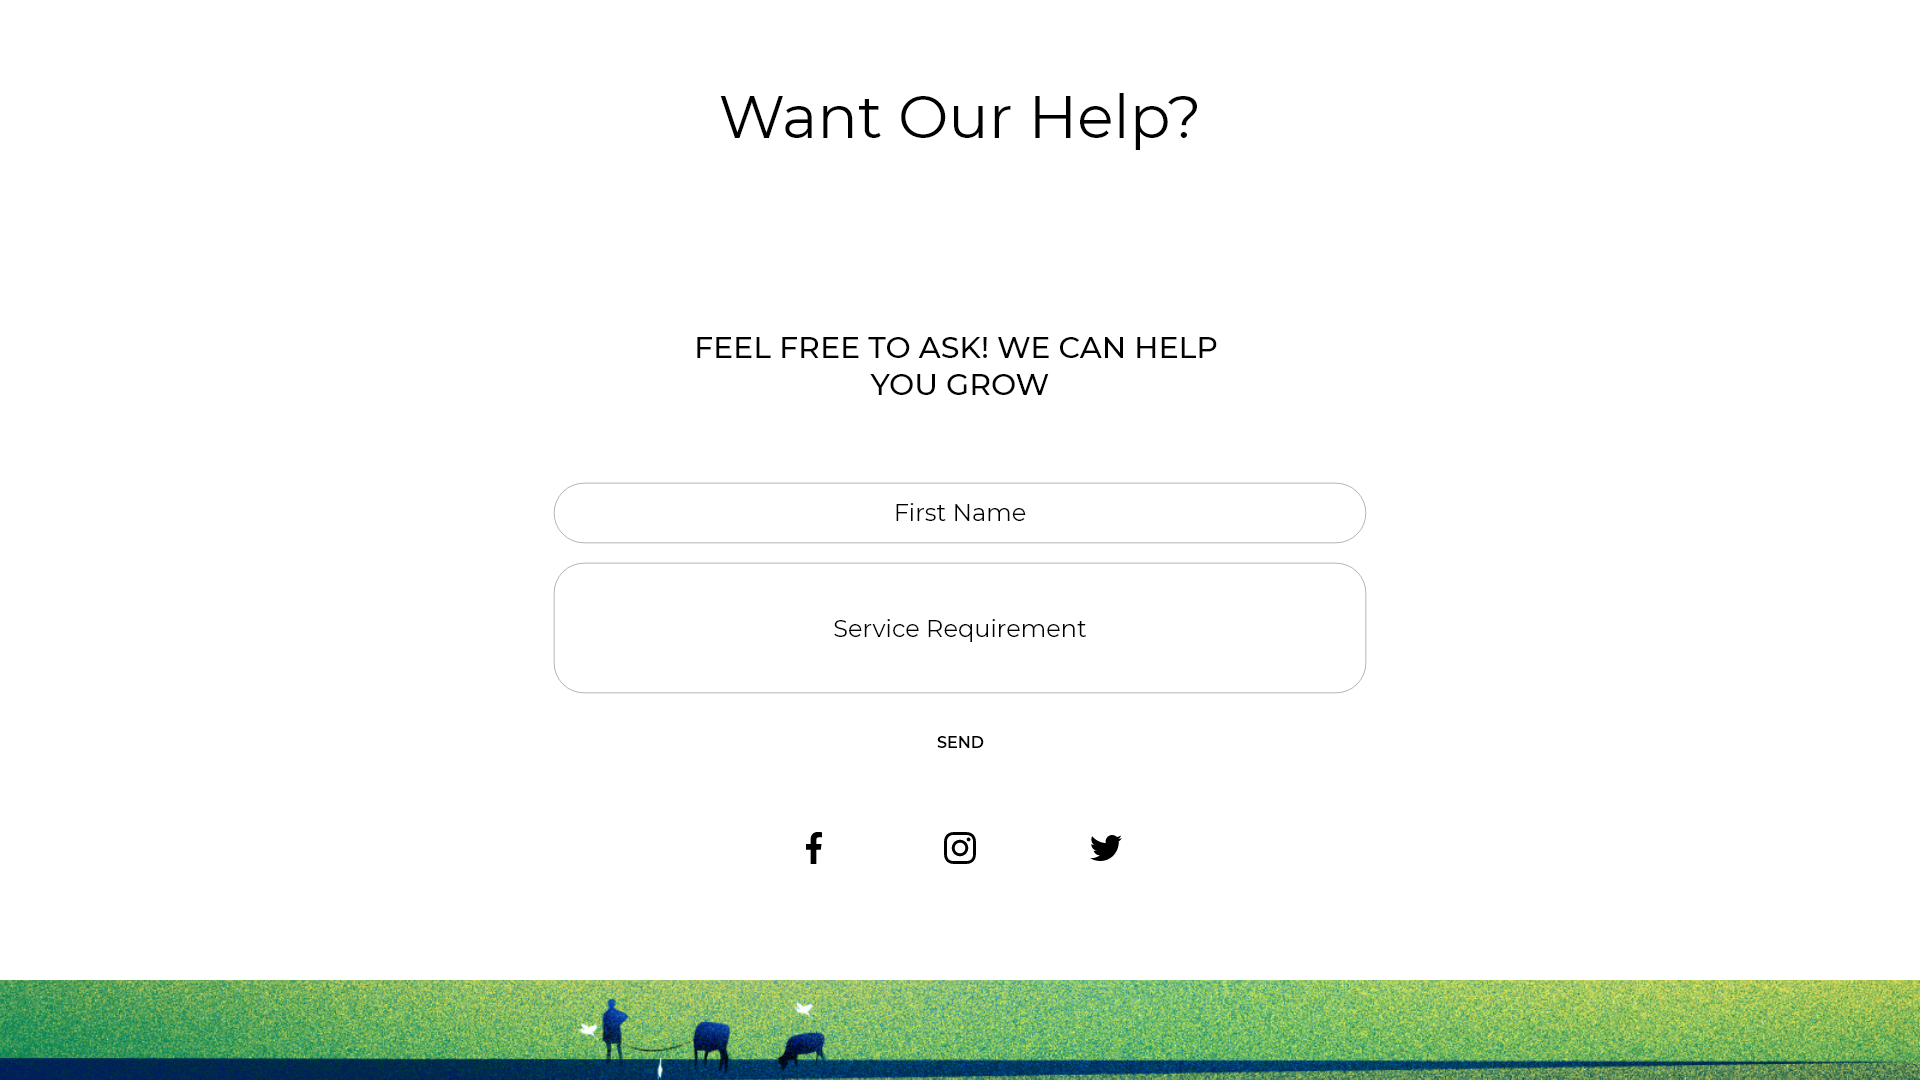 Want Our Help?
FEEL FREE TO ASK! WE CAN HELP
YOU GROW
First Name
Service Requirement
SEND